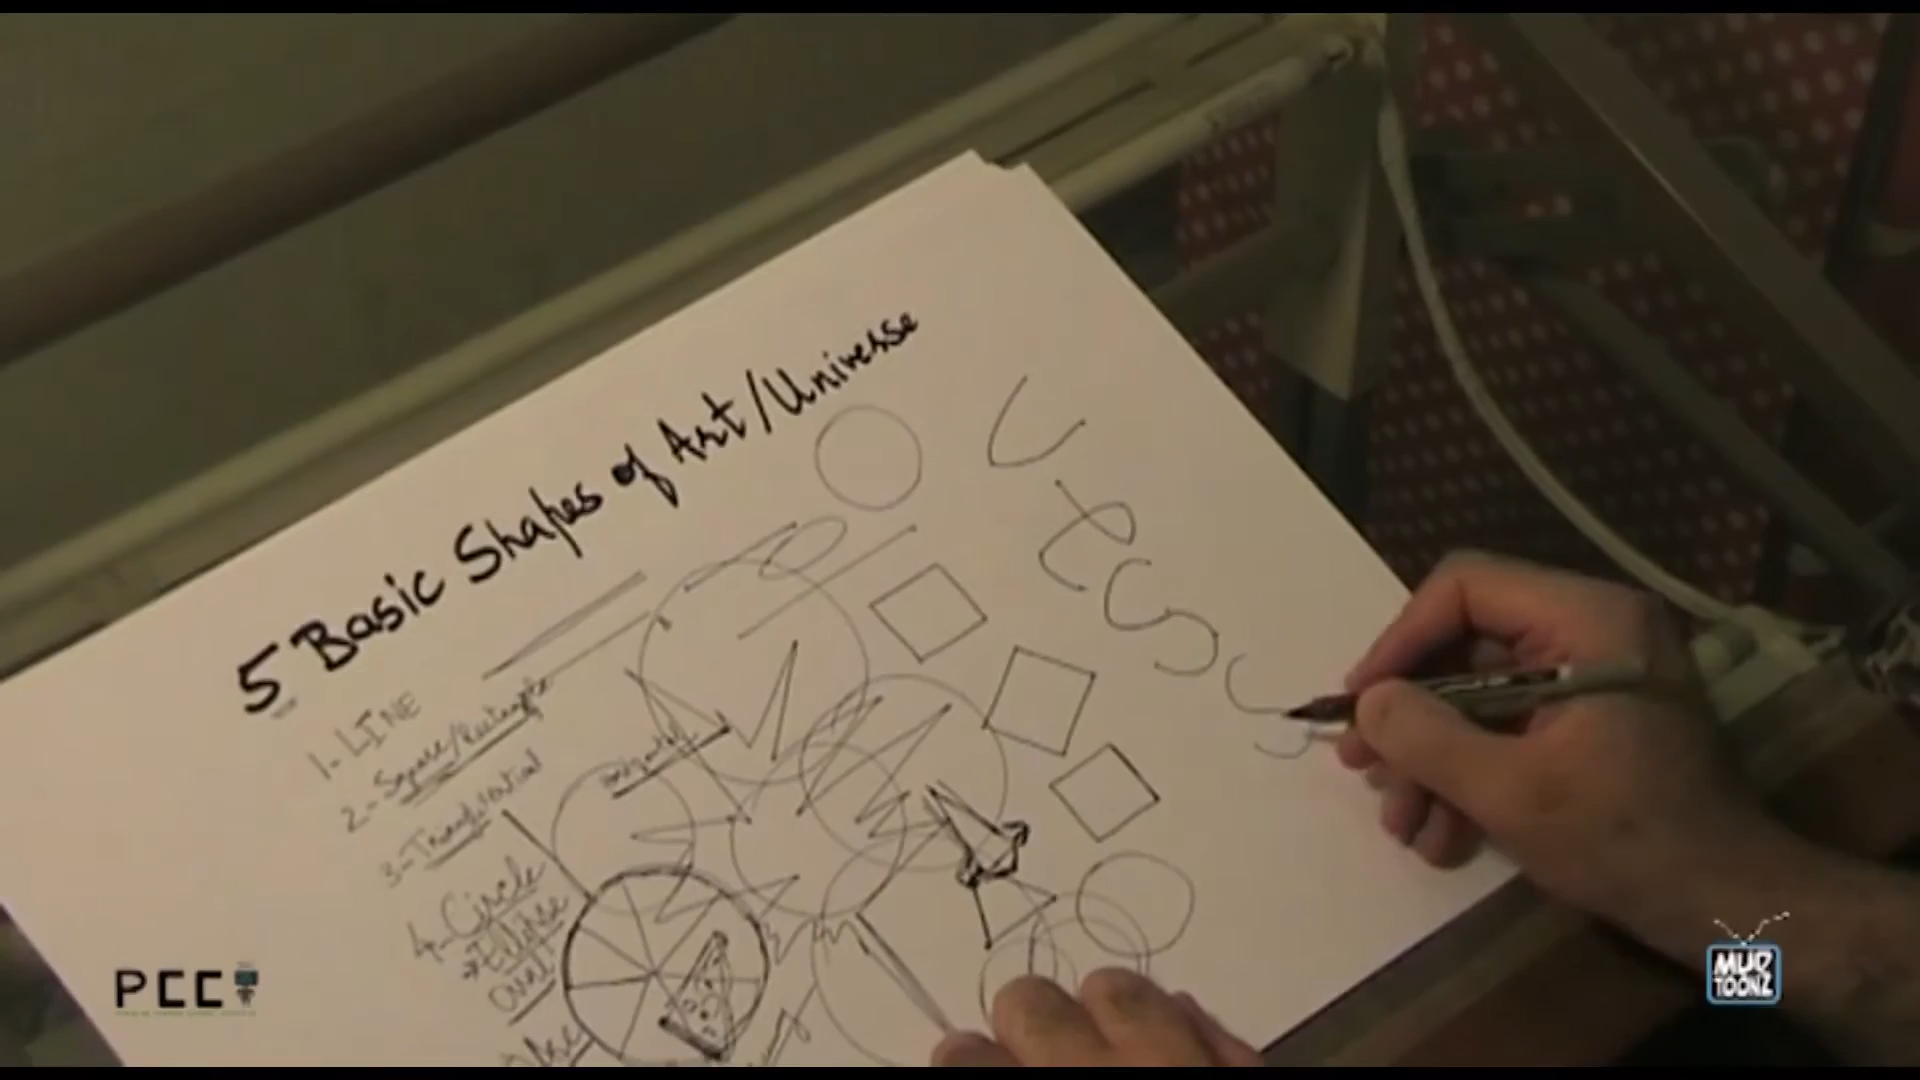 5 Basic Shapes of Art/Universe
1-LINE
2-Square/Rectangle
3-Triangle
4-Circle
→Ellipse
Oval
PCC
MUD
TOONZ